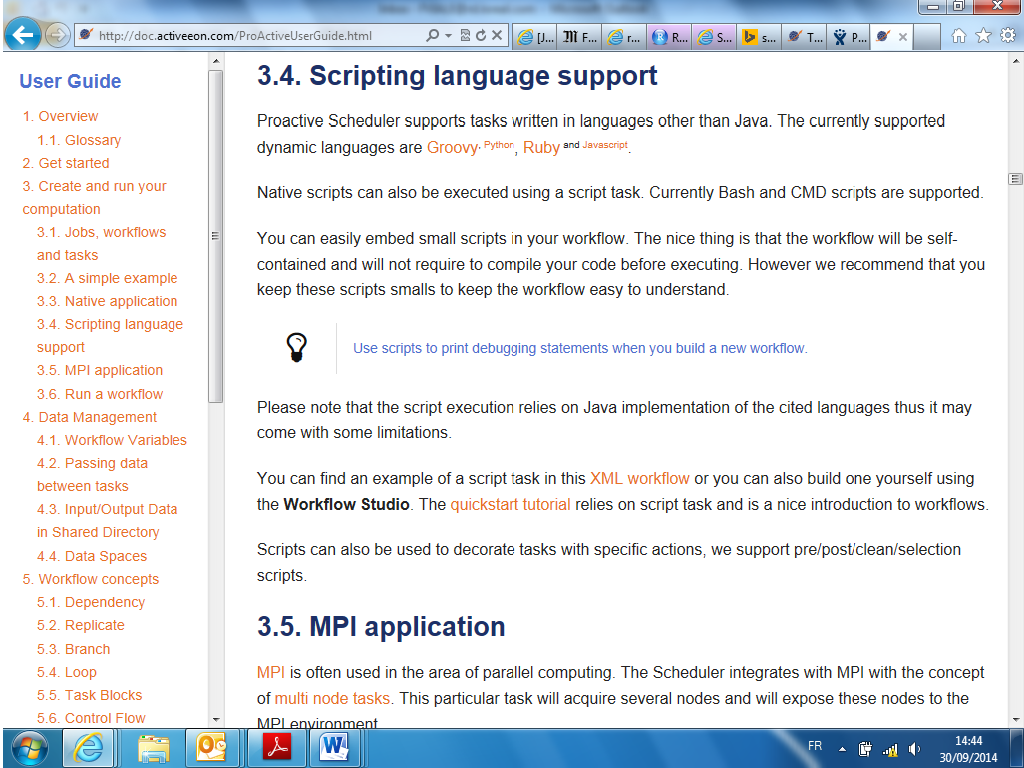 http://doc.activeeon.com/ProActiveUserGuide.html
[J...
F...
r...
R...
S...
s...
T...
P...
User Guide
1. Overview
1.1. Glossary
2. Get started
3. Create and run your
computation
3.1. Jobs, workflows
and tasks
3.2. A simple example
3.3. Native application
3.4. Scripting language
support
3.5. MPI application
3.6. Run a workflow
4. Data Management
4.1. Workflow Variables
4.2. Passing data
between tasks
4.3. Input/Output Data
in Shared Directory
4.4. Data Spaces
5. Workflow concepts
5.1. Dependency
5.2. Replicate
5.3. Branch
5.4. Loop
5.5. Task Blocks
5.6. Control Flow
3.4. Scripting language support
Proactive Scheduler supports tasks written in languages other than Java. The currently supported
dynamic languages are Groovy, Python, Ruby and Javascript.
Native scripts can also be executed using a script task. Currently Bash and CMD scripts are supported.
You can easily embed small scripts in your workflow. The nice thing is that the workflow will be self-
contained and will not require to compile your code before executing. However we recommend that you
keep these scripts smalls to keep the workflow easy to understand.
Use scripts to print debugging statements when you build a new workflow.
Please note that the script execution relies on Java implementation of the cited languages thus it may
come with some limitations.
You can find an example of a script task in this XML workflow or you can also build one yourself using
the Workflow Studio. The quickstart tutorial relies on script task and is a nice introduction to workflows.
Scripts can also be used to decorate tasks with specific actions, we support pre/post/clean/selection
scripts.
3.5. MPI application
MPI is often used in the area of parallel computing. The Scheduler integrates with MPI with the concept
of multi node tasks. This particular task will acquire several nodes and will expose these nodes to the
MPI environment
FR
14:44
30/09/2014